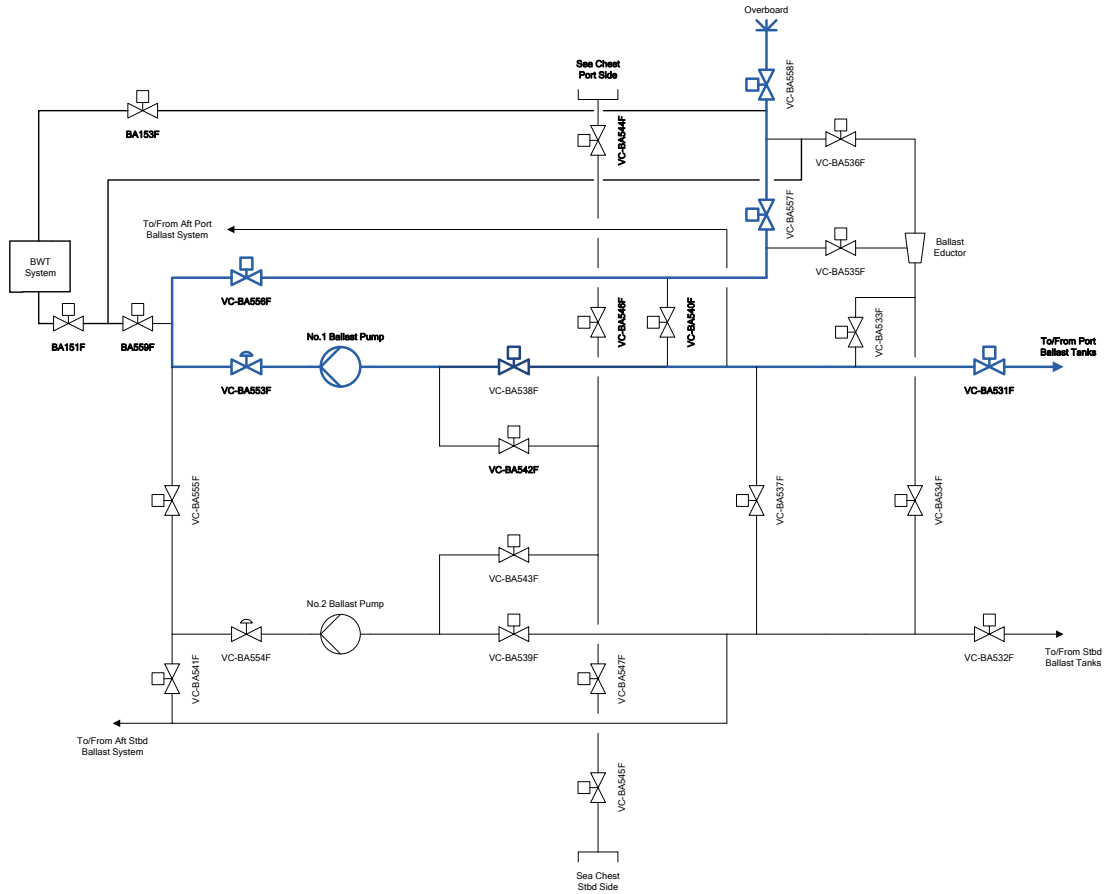 Overboard
VC-BA558F
Sea Chest
Port Side
BA153F
VC-BA544F
VC-BA536F
To/From Aft Port
Ballast System
VC-BA557F
BWT
System
VC-BA535F
Ballast
Eductor
VC-BA556F
VC-BA546F
VC-BA540F
VC-BA533F
BA151F
BA559F
No.1 Ballast Pump
To/From Port
Ballast Tanks
VC-BA553F
VC-BA538F
VC-BA531F
VC-BA542F
VC-BA555F
VC-BA537F
VC-BA534F
VC-BA543F
No.2 Ballast Pump
VC-BA554F
VC-BA539F
VC-BA532F
To/From Stbd
Ballast Tanks
VC-BA541F
VC-BA547F
To/From Aft Stbd
Ballast System
VC-BA545F
Sea Chest
Stbd Side